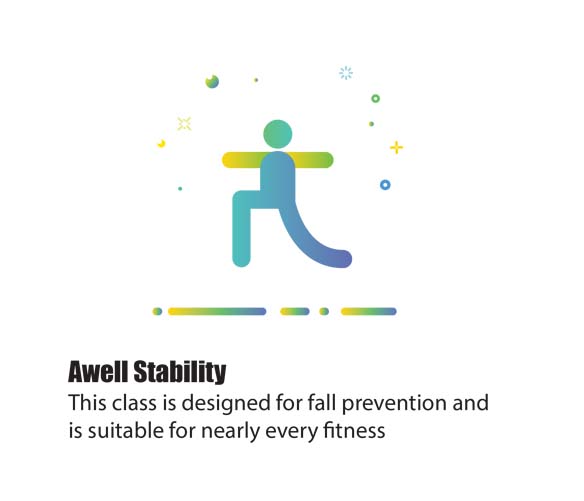 Awell Stability
This class is designed for fall prevention and
is suitable for nearly every fitness